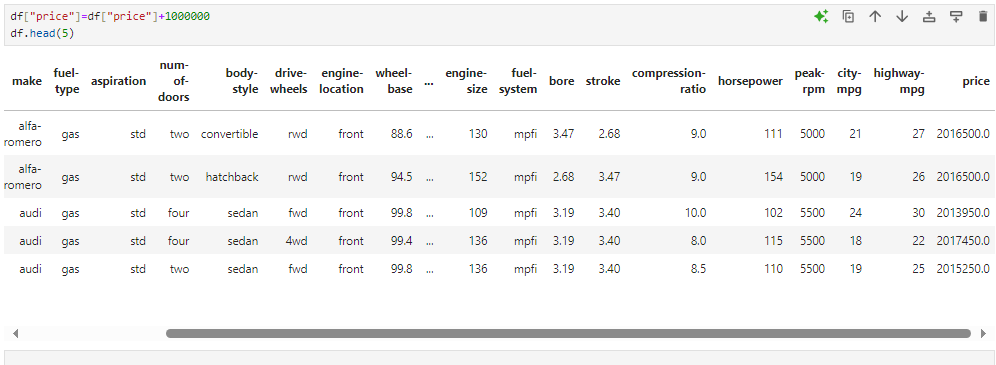 df["price"]=df["price"]+1000000
df.head(5)
make fuel-type aspiration num-of-doors body-style drive-wheels engine-location wheel-base ... engine-size fuel-system bore stroke compression-ratio horsepower peak-rpm city-mpg highway-mpg price
alfa-romero gas std two convertible rwd front 88.6 ... 130 mpfi 3.47 2.68 9.0 111 5000 21 27 2016500.0
alfa-romero gas std two hatchback rwd front 94.5 ... 152 mpfi 2.68 3.47 9.0 154 5000 19 26 2016500.0
audi gas std four sedan fwd front 99.8 ... 109 mpfi 3.19 3.40 10.0 102 5500 24 30 2013950.0
audi gas std four sedan 4wd front 99.4 ... 136 mpfi 3.19 3.40 8.0 115 5500 18 22 2017450.0
audi gas std two sedan fwd front 99.8 ... 136 mpfi 3.19 3.40 8.5 110 5500 19 25 2015250.0